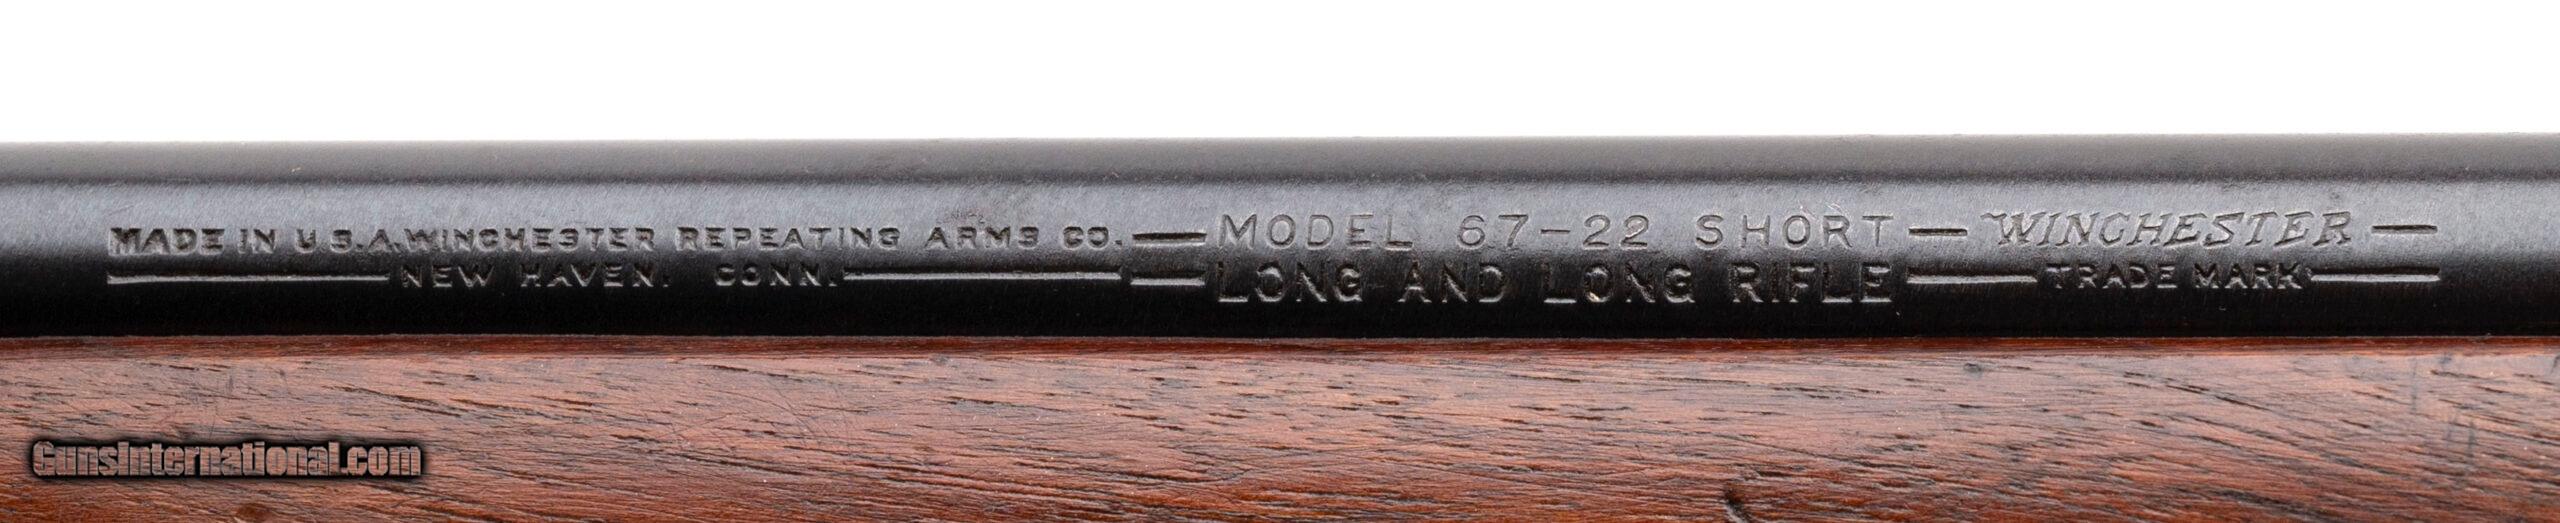 MADE IN U.S.A. WINCHESTER REPEATING ARMS CO.
NEW HAVEN, CONN.
MODEL 67-22 SHORT
LONG AND LONG RIFLE
WINCHESTER
TRADE MARK
GunsInternational.com